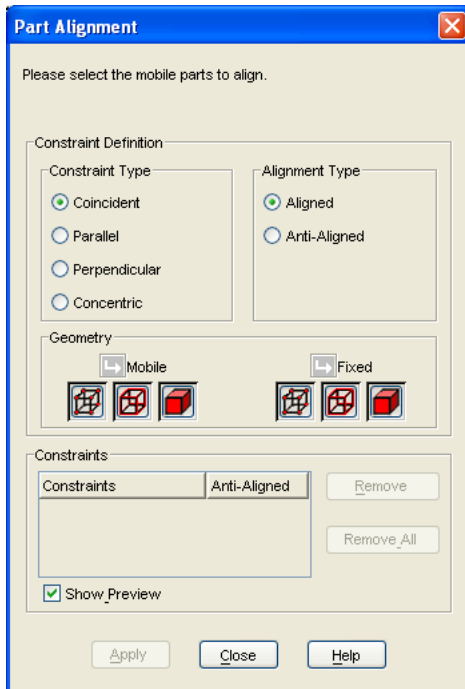 Part Alignment
Please select the mobile parts to align.
Constraint Definition
Constraint Type
Coincident
Parallel
Perpendicular
Concentric
Alignment Type
Aligned
Anti-Aligned
Geometry
Mobile
Fixed
Constraints
Constraints Anti-Aligned
Remove
Remove All
Show Preview
Apply Close Help